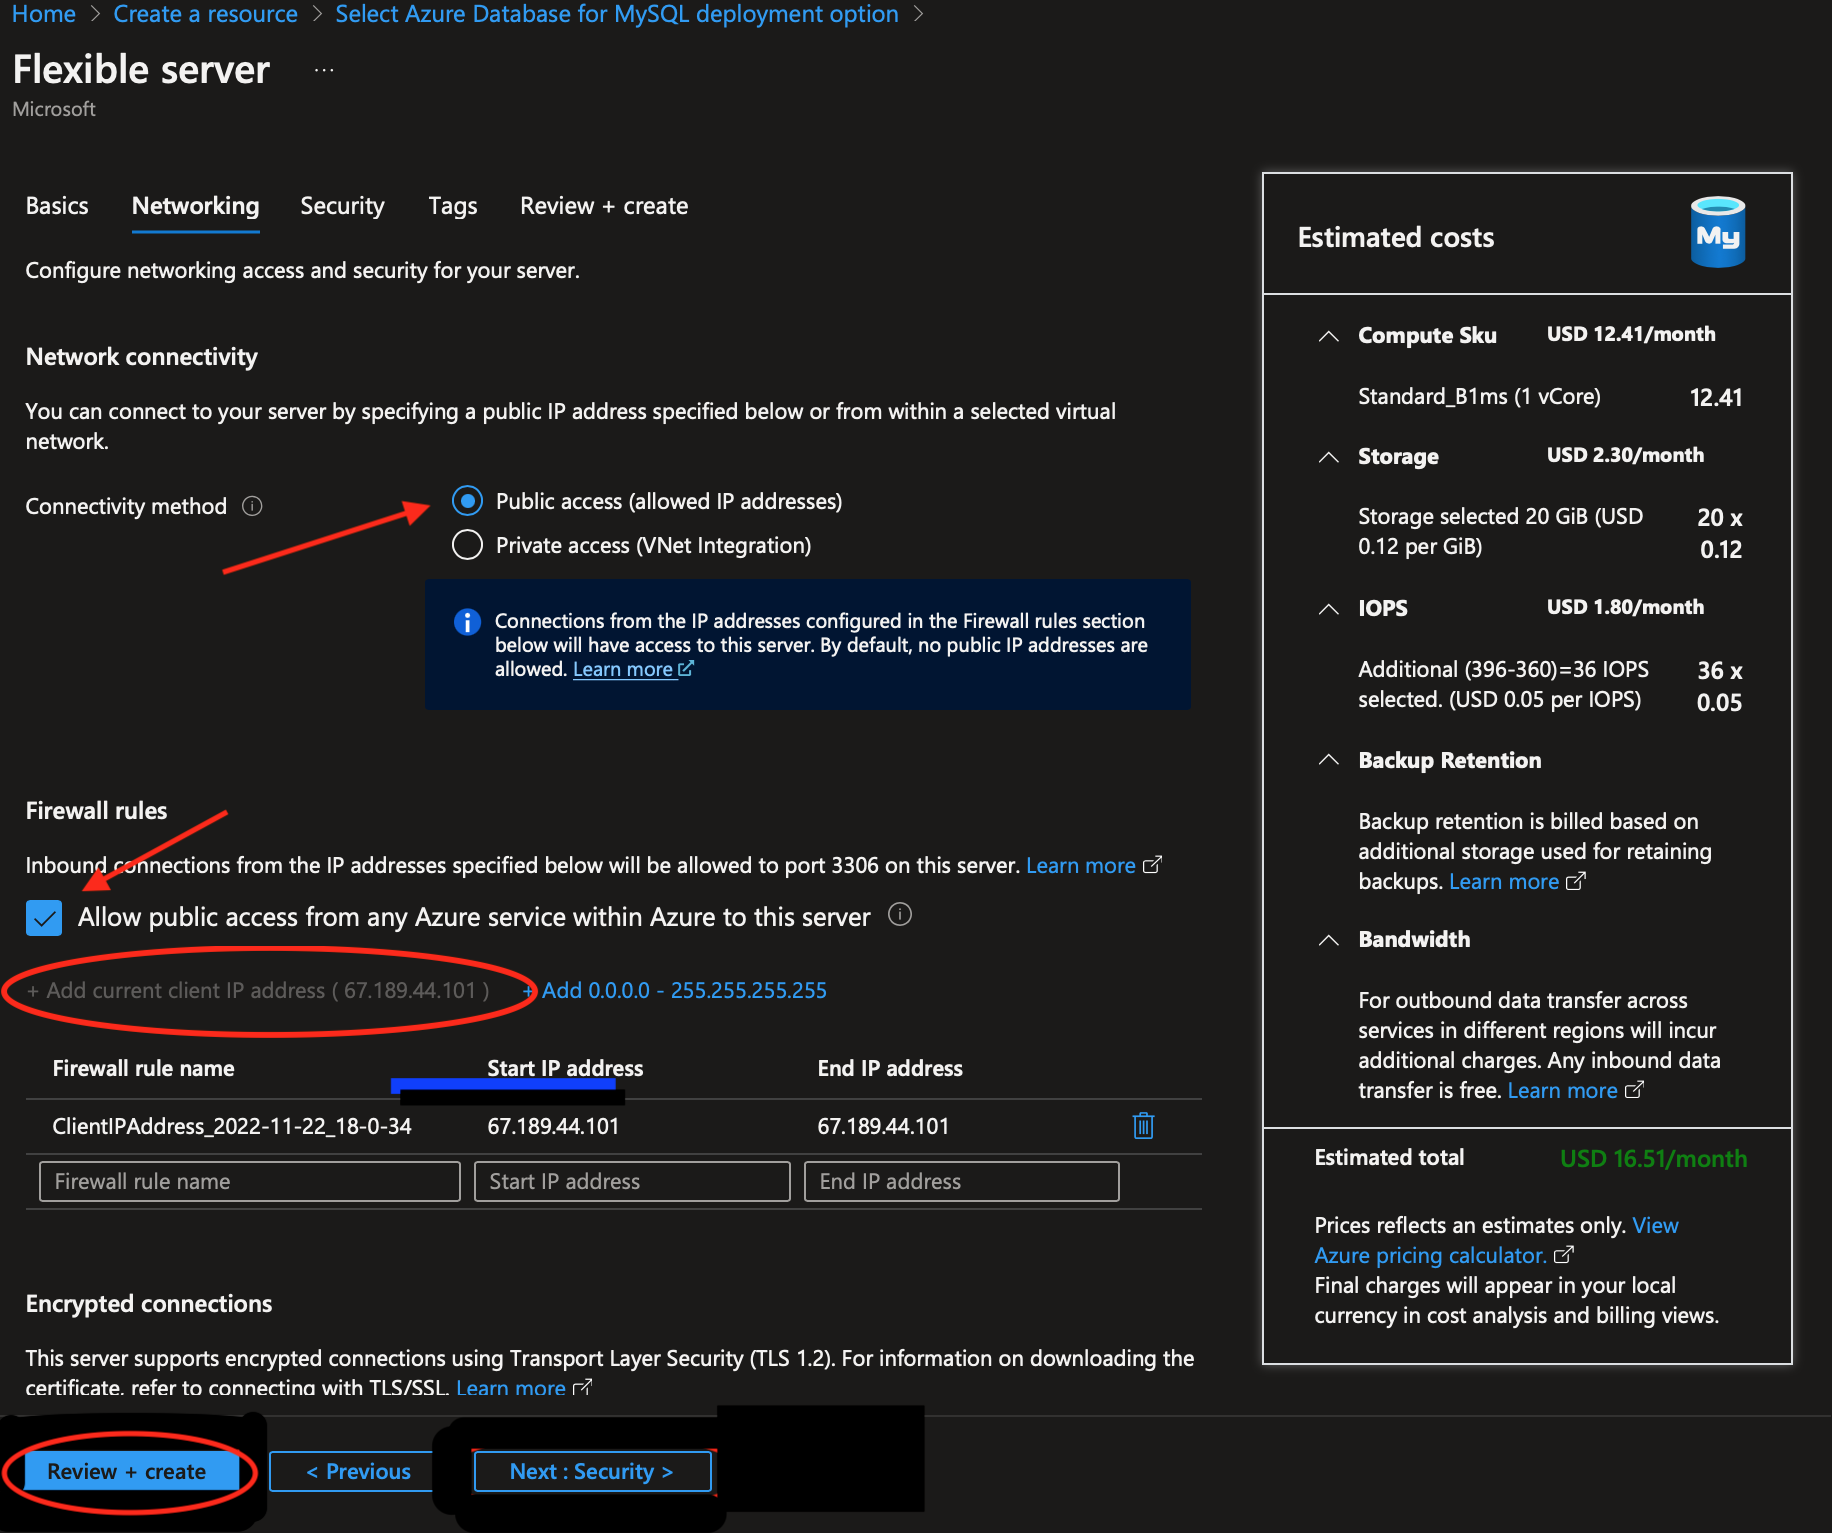 Home > Create a resource > Select Azure Database for MySQL deployment option >
Flexible server ...
Microsoft
Basics Networking Security Tags Review + create
Configure networking access and security for your server.
Network connectivity
You can connect to your server by specifying a public IP address specified below or from within a selected virtual
network.
Connectivity method
Public access (allowed IP addresses)
Private access (VNet Integration)
Connections from the IP addresses configured in the Firewall rules section
below will have access to this server. By default, no public IP addresses are
allowed. Learn more
Firewall rules
Inbound connections from the IP addresses specified below will be allowed to port 3306 on this server. Learn more
Allow public access from any Azure service within Azure to this server
+ Add current client IP address ( 67.189.44.101 ) + Add 0.0.0.0 - 255.255.255.255
Firewall rule name Start IP address End IP address
ClientIPAddress_2022-11-22_18-0-34 67.189.44.101 67.189.44.101
Firewall rule name Start IP address End IP address
Encrypted connections
This server supports encrypted connections using Transport Layer Security (TLS 1.2). For information on downloading the
certificate, refer to connecting with TLS/SSL. Learn more
Review + create < Previous Next : Security >
Estimated costs My
Compute Sku USD 12.41/month
Standard_B1ms (1 vCore) 12.41
Storage USD 2.30/month
Storage selected 20 GiB (USD 20 x
0.12 per GiB) 0.12
IOPS USD 1.80/month
Additional (396-360)=36 IOPS 36 x
selected. (USD 0.05 per IOPS) 0.05
Backup Retention
Backup retention is billed based on
additional storage used for retaining
backups. Learn more
Bandwidth
For outbound data transfer across
services in different regions will incur
additional charges. Any inbound data
transfer is free. Learn more
Estimated total USD 16.51/month
Prices reflects an estimates only. View
Azure pricing calculator.
Final charges will appear in your local
currency in cost analysis and billing views.